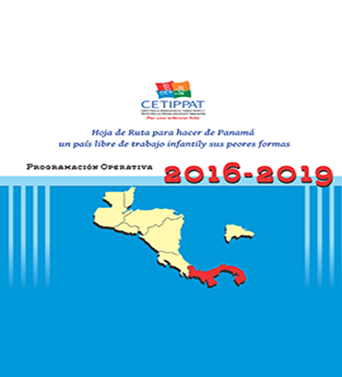 CETIPPAT
Hoja de Ruta para hacer de Panamá
un país libre de trabajo infantily sus peores formas
PROGRAMACIÓN OPERATIVA
2016-2019